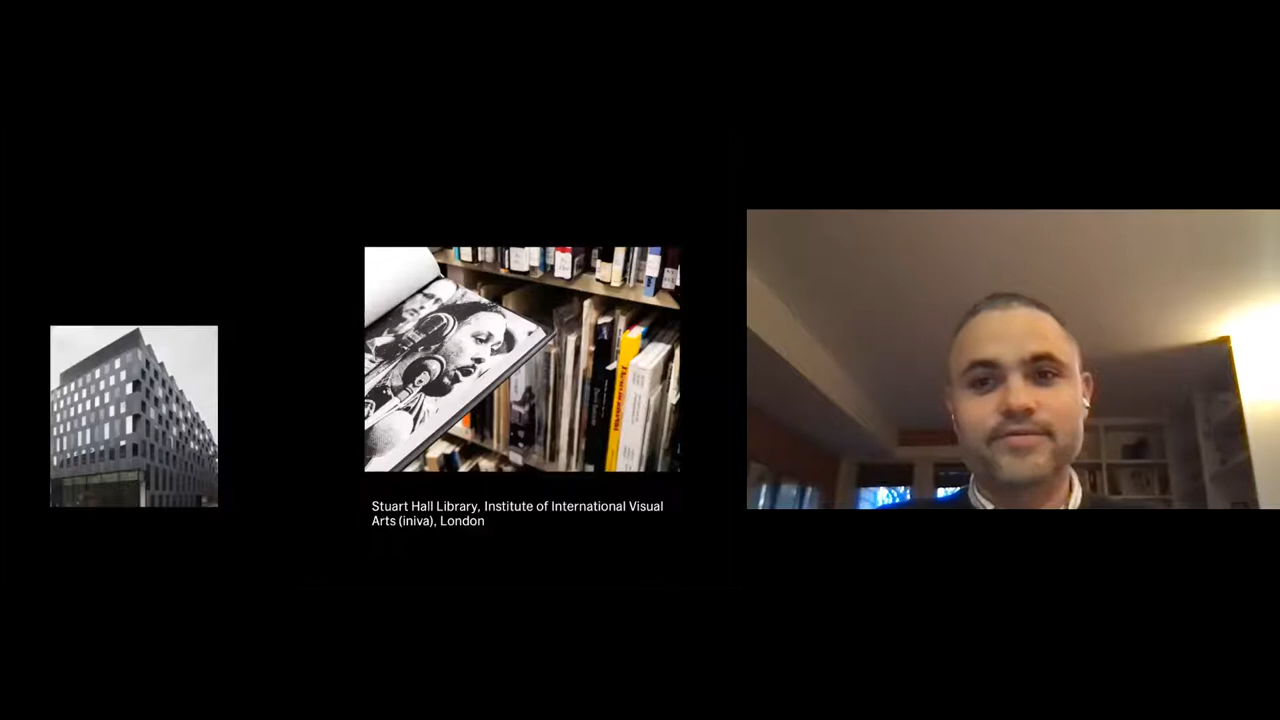 Stuart Hall Library, Institute of International Visual
Arts (iniva), London